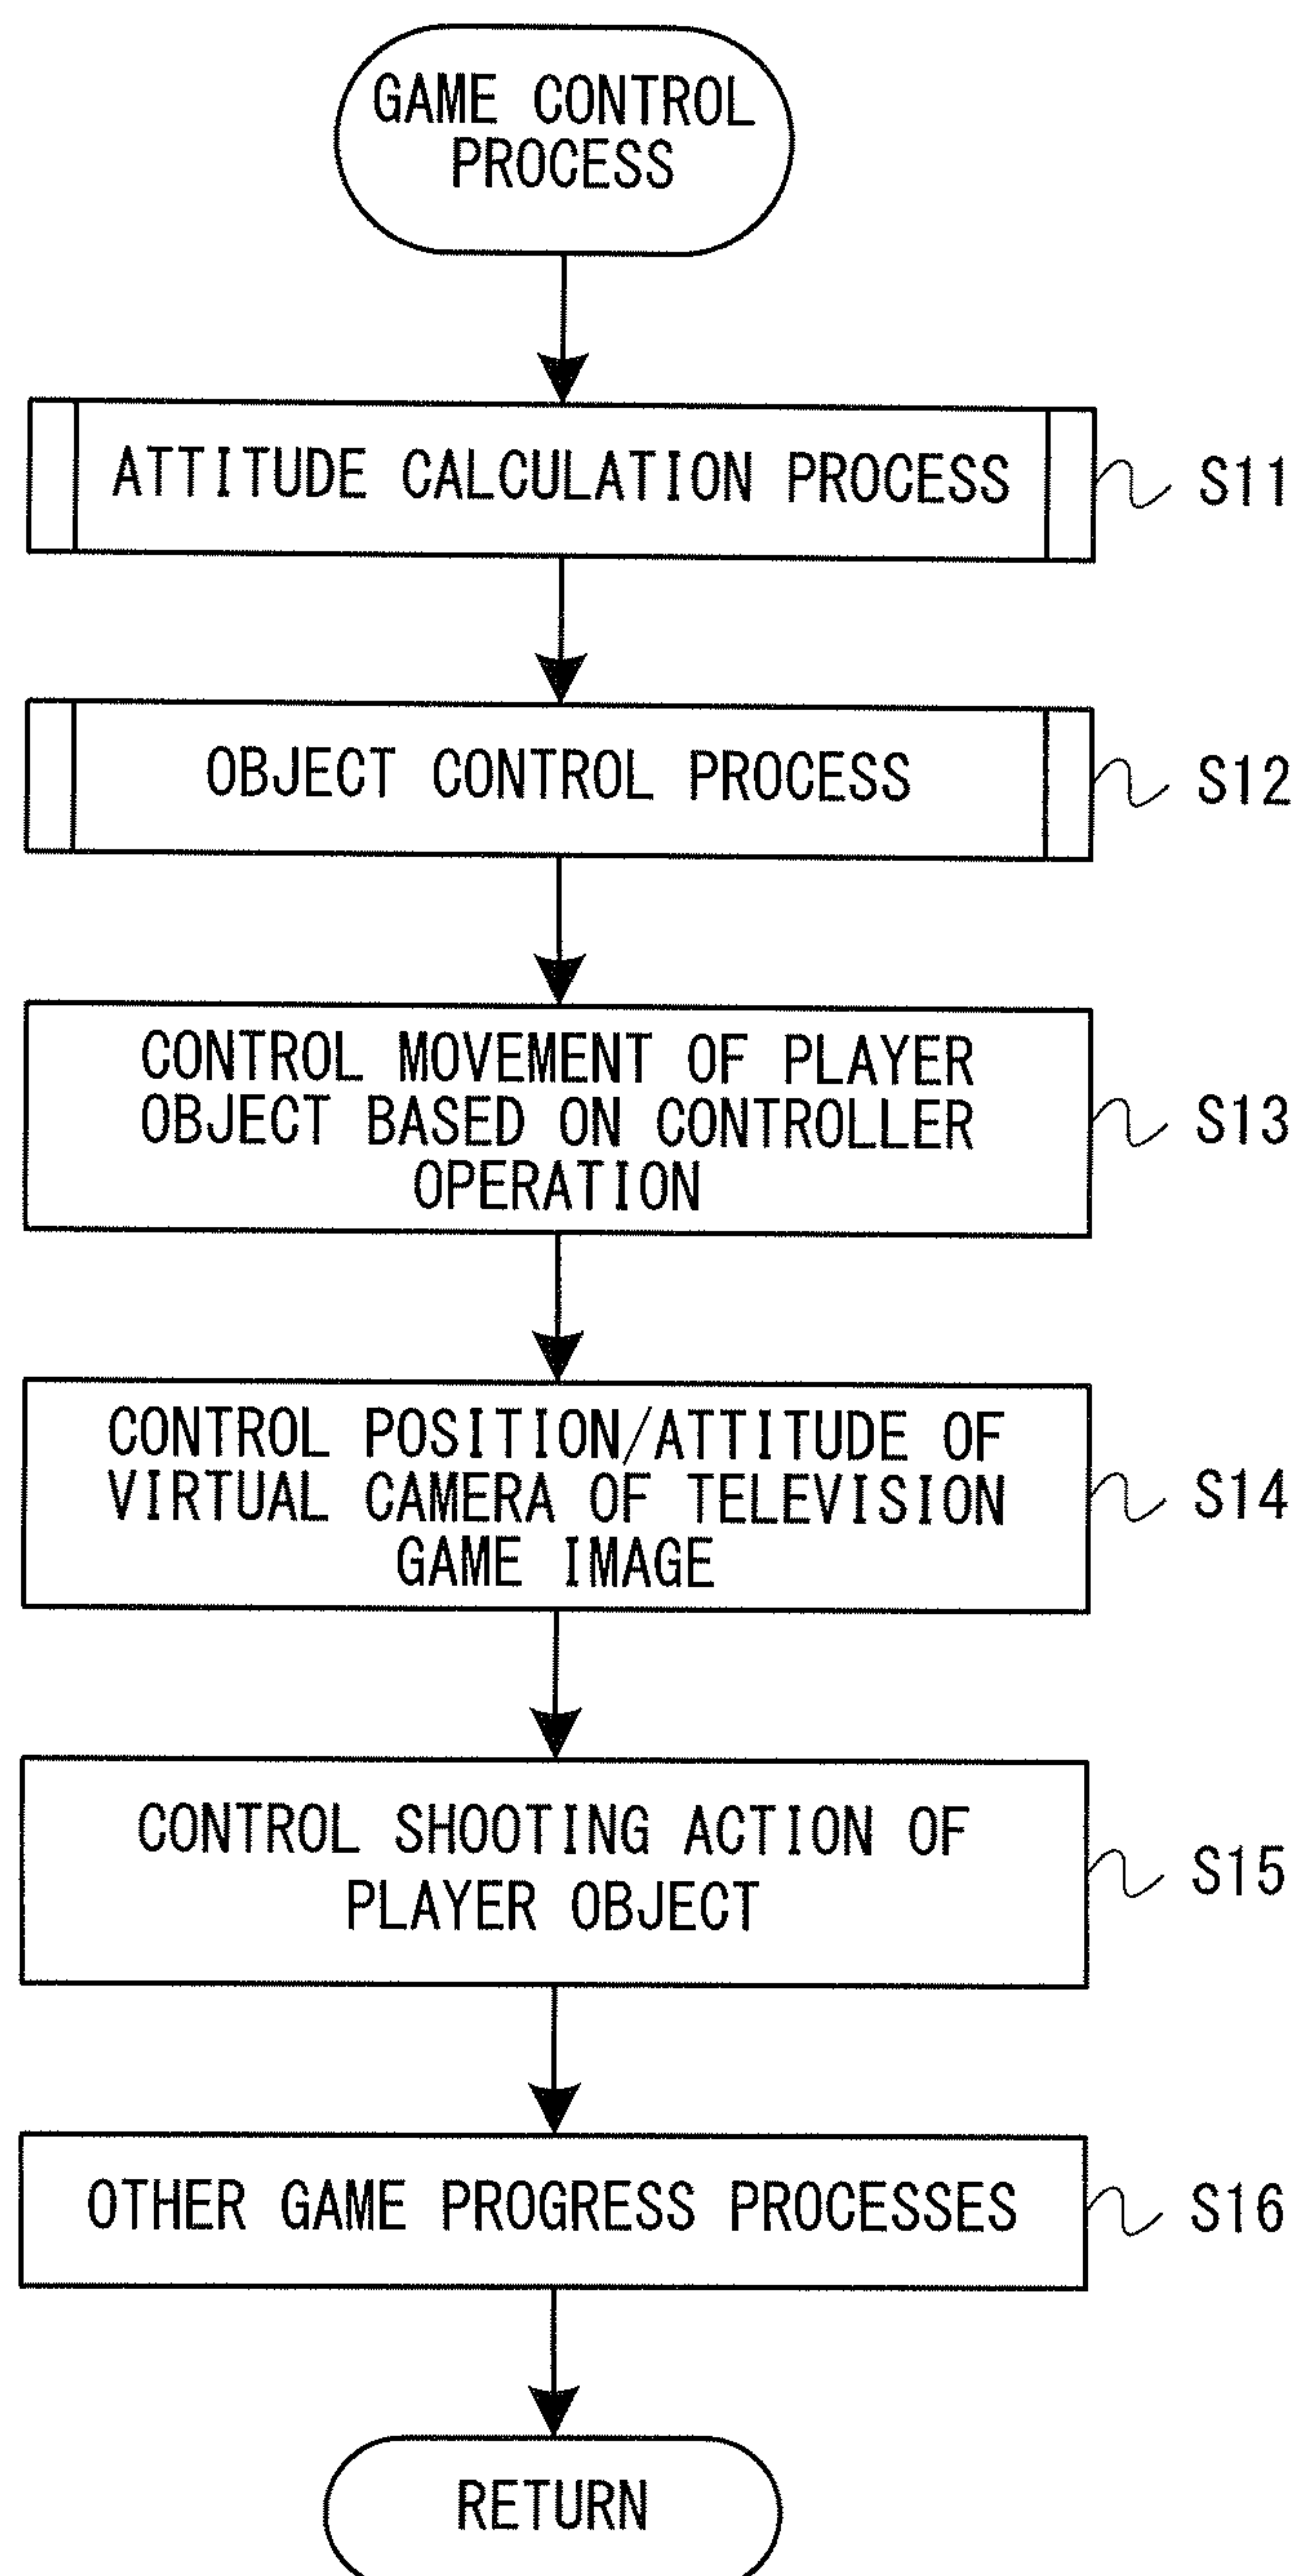 GAME CONTROL
PROCESS
ATTITUDE CALCULATION PROCESS
S11
OBJECT CONTROL PROCESS
S12
CONTROL MOVEMENT OF PLAYER
OBJECT BASED ON CONTROLLER
OPERATION
S13
CONTROL POSITION/ATTITUDE OF
VIRTUAL CAMERA OF TELEVISION
GAME IMAGE
S14
CONTROL SHOOTING ACTION OF
PLAYER OBJECT
S15
OTHER GAME PROGRESS PROCESSES
S16
RETURN